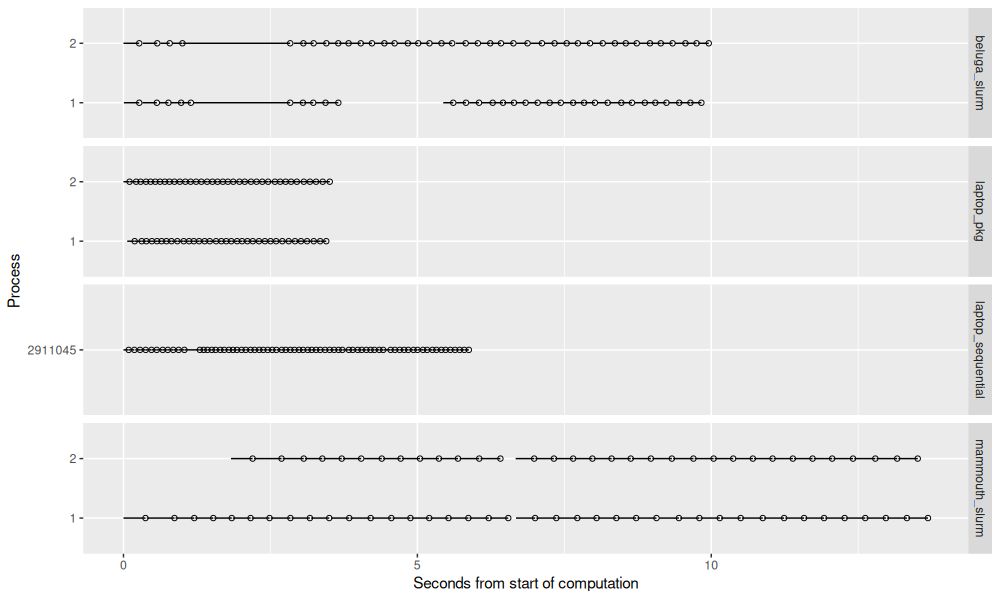 2
1
beluga_slurm
2
1
laptop_pkg
2911045
laptop_sequential
2
1
mammouth_slurm
0
5
10
Seconds from start of computation
Process